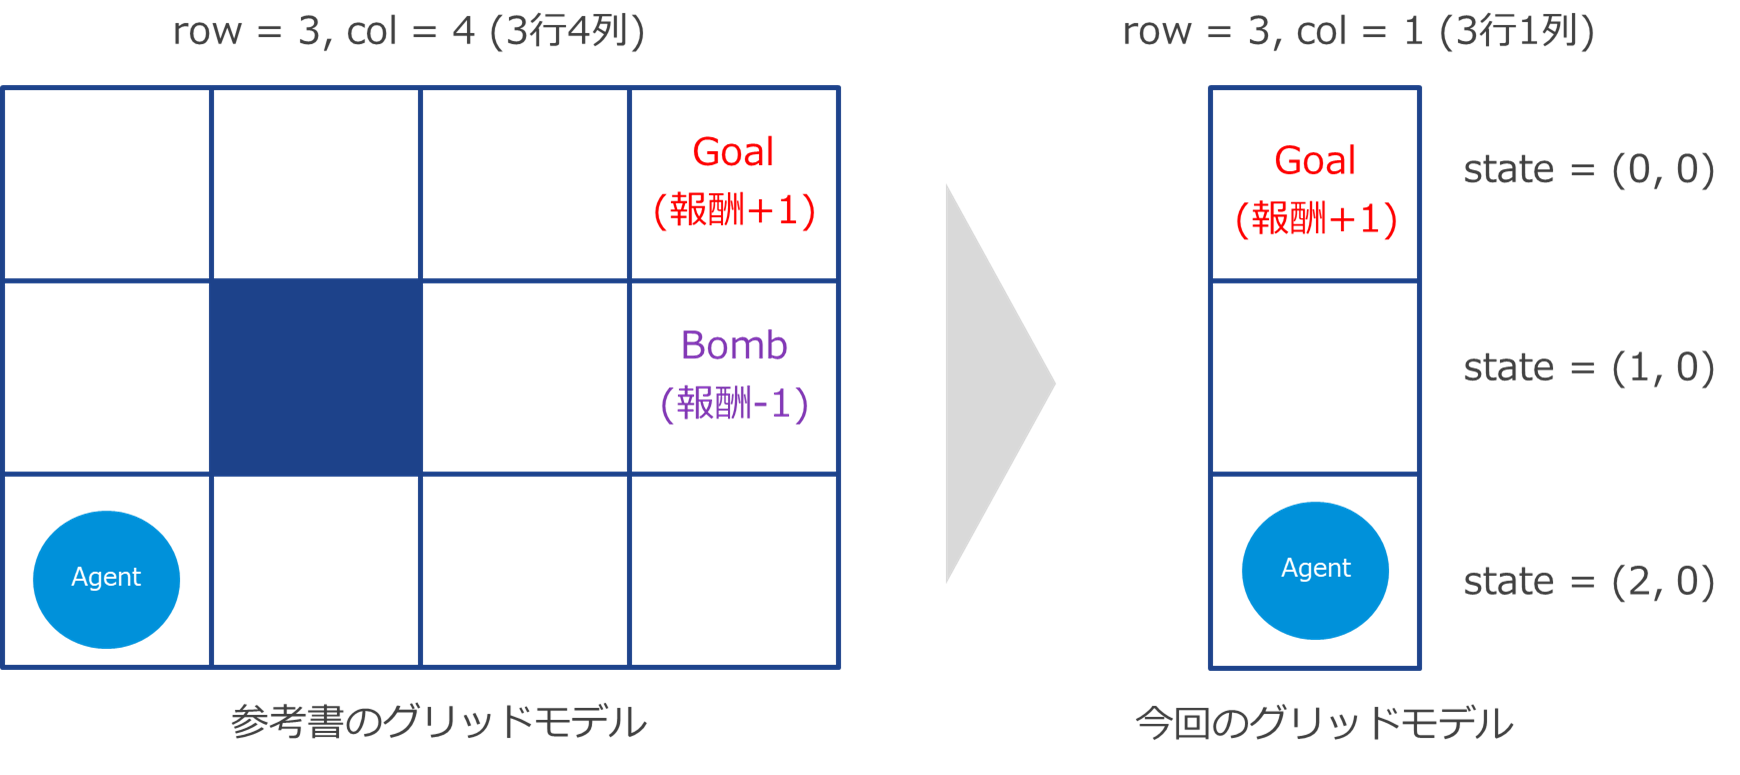 row = 3, col = 4 (3行4列)
Goal
(報酬+1)
Bomb
(報酬-1)
Agent
参考書のグリッドモデル
row = 3, col = 1 (3行1列)
Goal
(報酬+1)
state = (0, 0)
state = (1, 0)
Agent
state = (2, 0)
今回のグリッドモデル